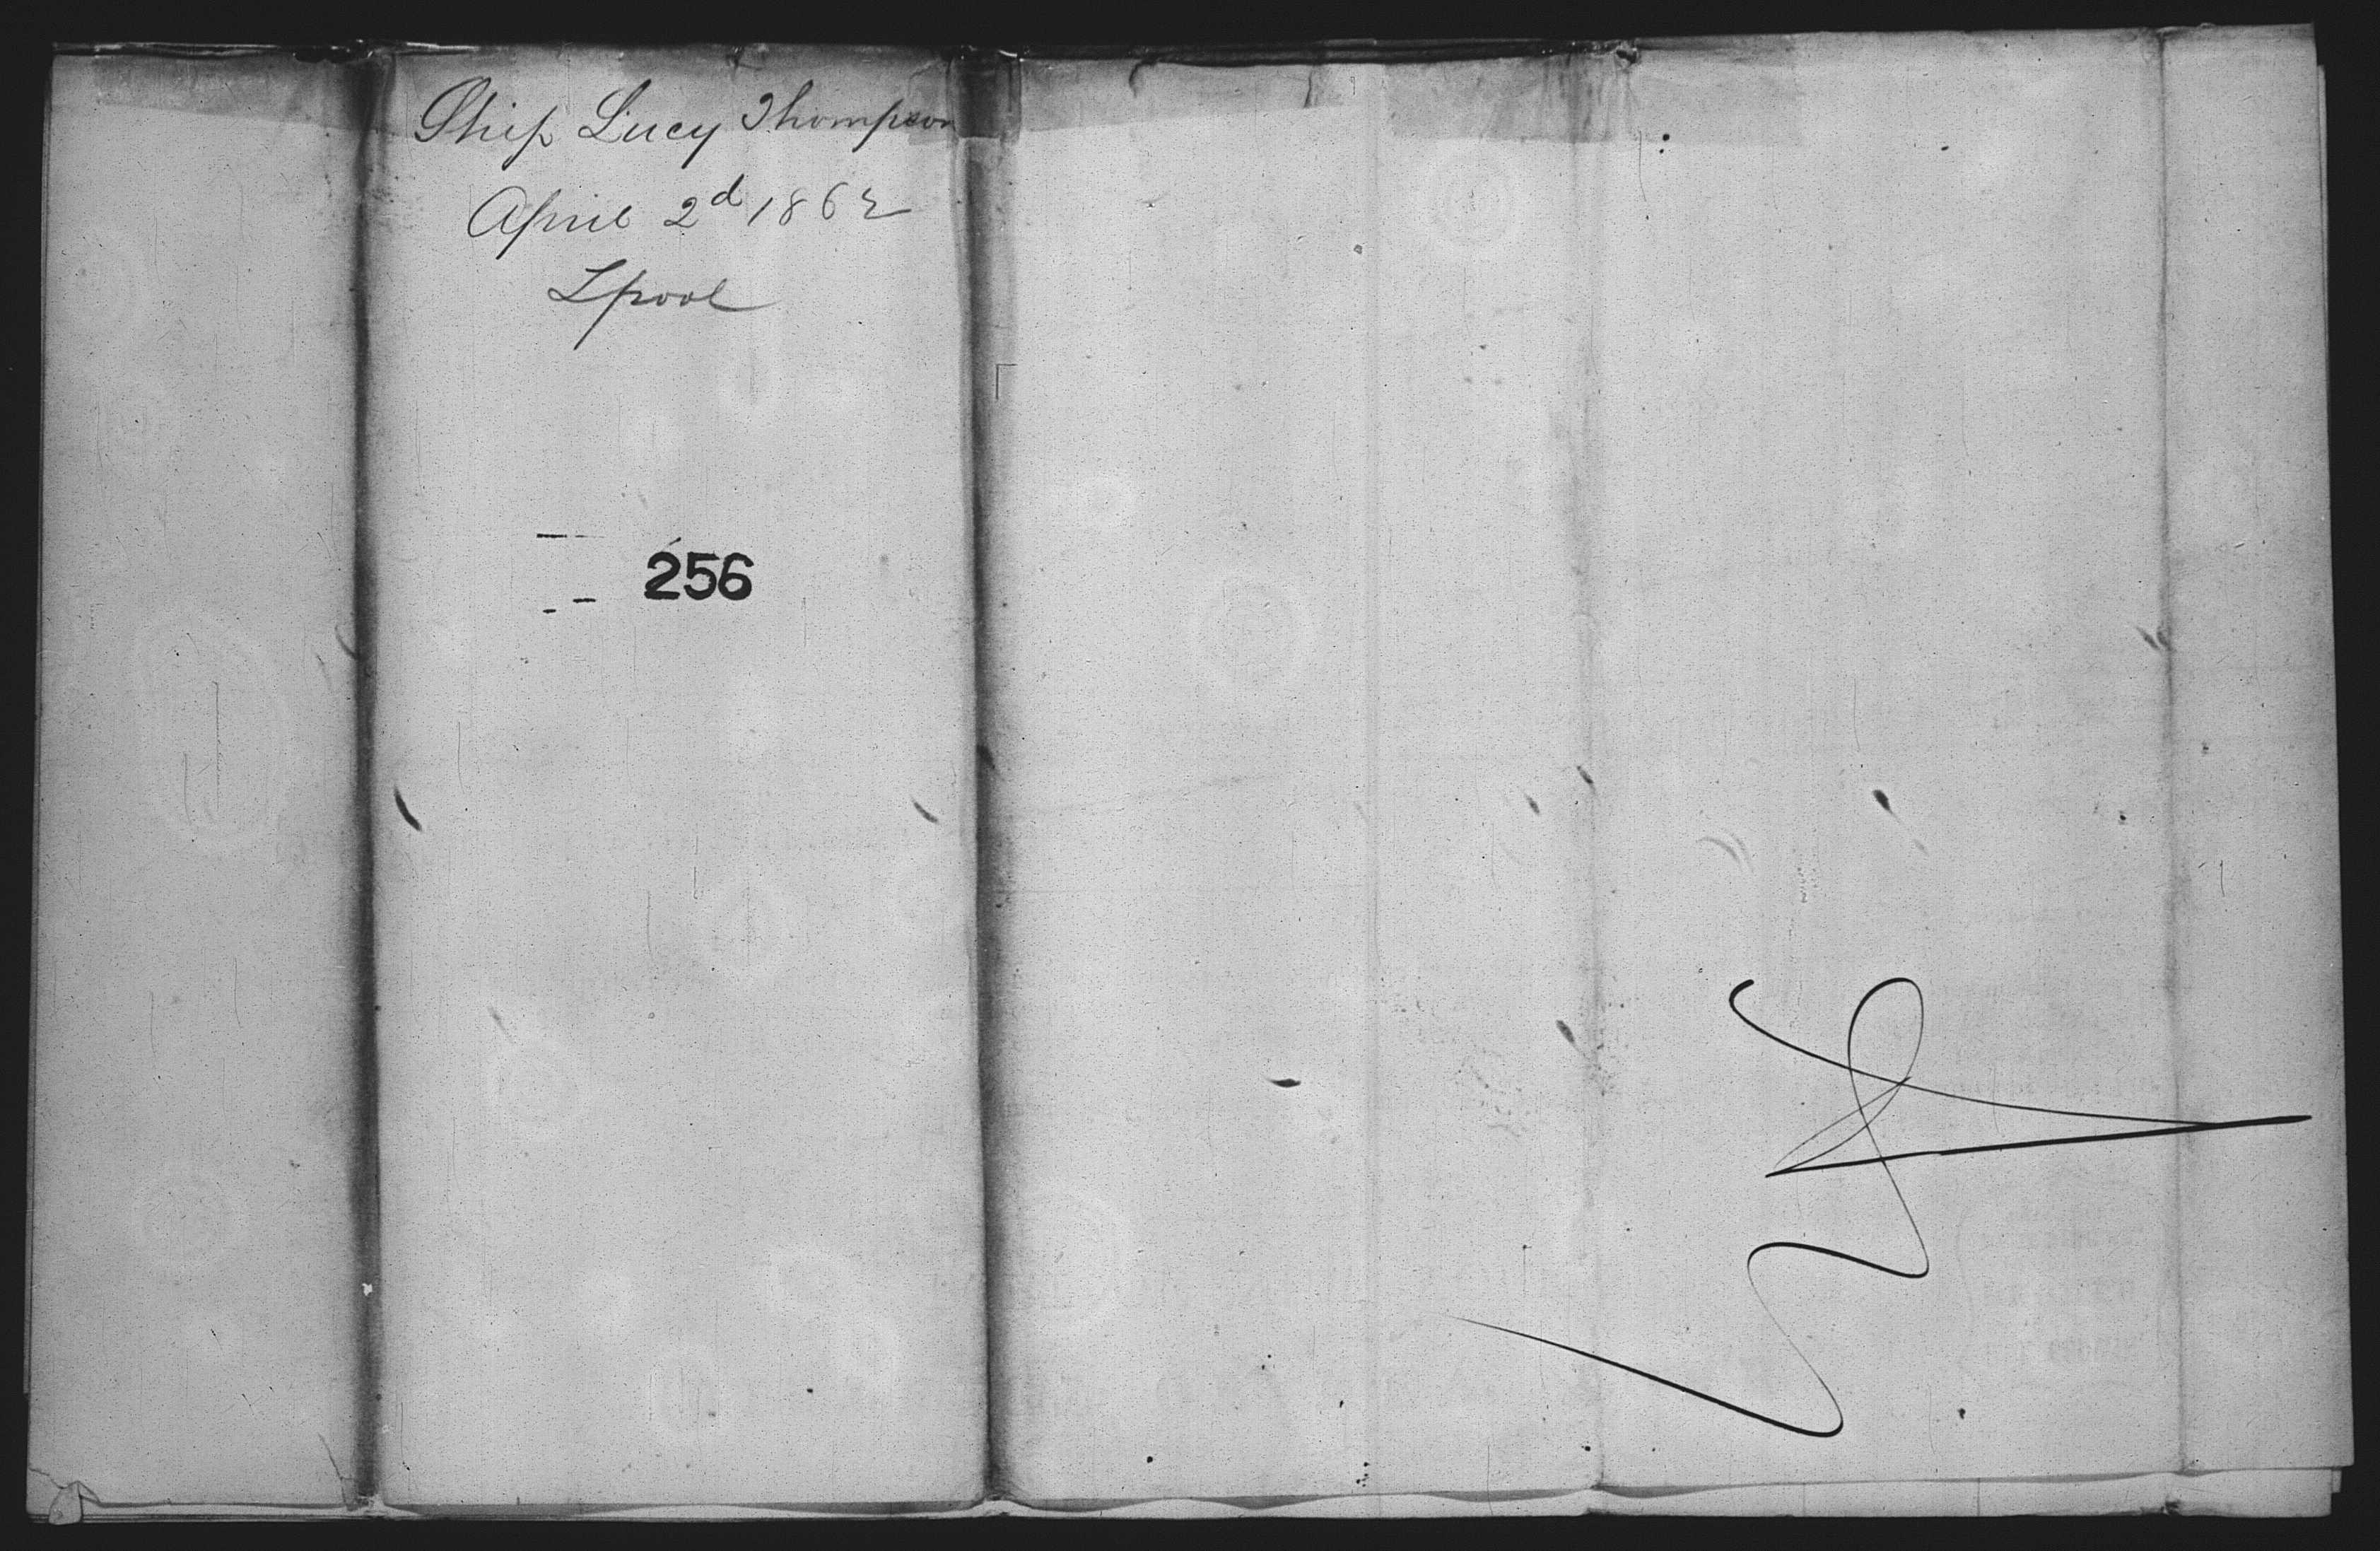 Ship Lucy Thompson
April 2d 1862
Lpool
256